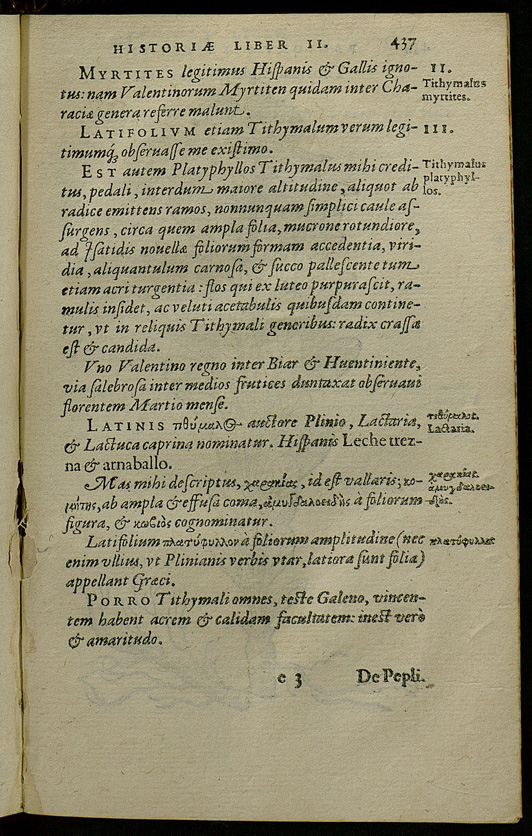 HISTORIÆ LIBER II. 437
MYRTITES legitimus Hiſpanis & Gallis igno-
tus: nam Valentinorum Myrtiten quidam inter Cha-
raciæ genera referre malunt.
II.
Tithymalus
myrtites.
LATIFOLIVM etiam Tithymalum verum legi-
timumq́; obſeruaſſe me exiſtimo.
III.
EST autem Platyphyllos Tithymalus mihi credi-
tus, pedali, interdum maiore altitudine, aliquot ab
radice emittens ramos, nonnunquam ſimplici caule aſ-
ſurgens, circa quem ampla folia, mucrone rotundiore,
ad Iſatidis nouellæ foliorum formam accedentia, viri-
dia, aliquantulum carnoſa, & ſucco palleſcente tum
etiam acri turgentia: flos qui ex luteo purpuraſcit, ra-
mulis inſidet, ac veluti acetabulis quibuſdam contine-
tur, vt in reliquis Tithymali generibus: radix craſſa
eſt & candida.
Tithymalus
platyphyl-
los.
Vno Valentino regno inter Biar & Huentiniente,
via ſalebroſa inter medios frutices duntaxat obſeruaui
florentem Martio menſe.
LATINIS τιθύμαλος auctore Plinio, Lactaria,
& Lactuca caprina nominatur. Hiſpanis Leche trez-
na & arnaballo.
τιθύμαλος.
Lactaria.
Mas mihi deſcriptus, χαρακίας, id eſt vallaris; κο-
μήτης, ab ampla & effuſa coma, ἀμυγδαλοειδὴς à foliorum
figura, & κωβιὸς cognominatur.
χαρακίας.
ἀμυγδαλοει-
δής.
Latifolium πλατύφυλλον à foliorum amplitudine (nec
enim vllius, vt Plinianis verbis vtar, latiora ſunt folia)
appellant Græci.
πλατύφυλλος
PORRO Tithymali omnes, teſte Galeno, vincen-
tem habent acrem & calidam facultatem: ineſt verò
& amaritudo.
e 3 De Pepli.